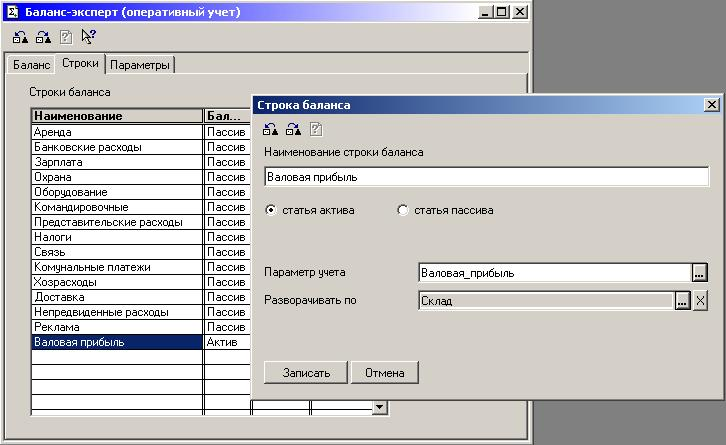 Баланс-эксперт (оперативный учет)
Баланс Строки Параметры
Строки баланса
Наименование Бал...
Аренда Пассив
Банковские расходы Пассив
Зарплата Пассив
Охрана Пассив
Оборудование Пассив
Командировочные Пассив
Представительские расходы Пассив
Налоги Пассив
Связь Пассив
Комунальные платежи Пассив
Хозрасходы Пассив
Доставка Пассив
Непредвиденные расходы Пассив
Реклама Пассив
Валовая прибыль Актив
Строка баланса
Наименование строки баланса
Валовая прибыль
статья актива статья пассива
Параметр учета Валовая_прибыль ...
Разворачивать по Склад ... X
Записать Отмена